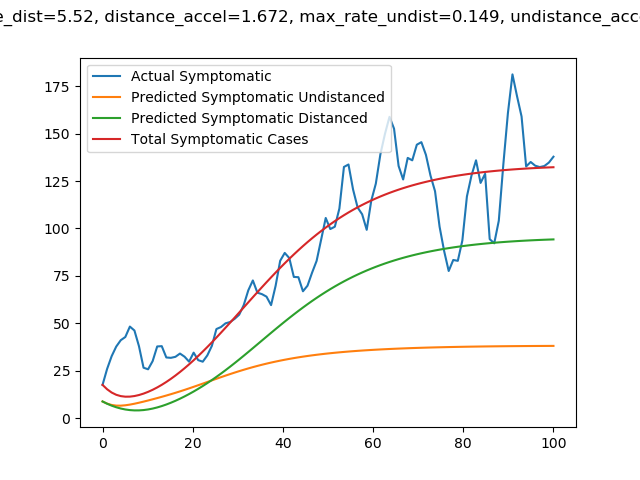 e_dist=5.52, distance_accel=1.672, max_rate_undist=0.149, undistance_acce
Actual Symptomatic
Predicted Symptomatic Undistanced
Predicted Symptomatic Distanced
Total Symptomatic Cases
175
150
125
100
75
50
25
0
0 20 40 60 80 100